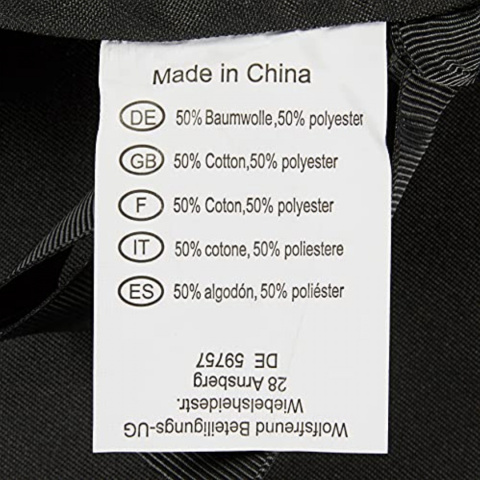 Made in China
DE 50% Baumwolle,50% polyester
GB 50% Cotton,50% polyester
F 50% Coton,50% polyester
IT 50% cotone, 50% poliestere
ES 50% algodón, 50% poliéster
Wolfsfreund Beteiligungs-UG
Wiebelsheidestr.
28 Arnsberg
DE 59757